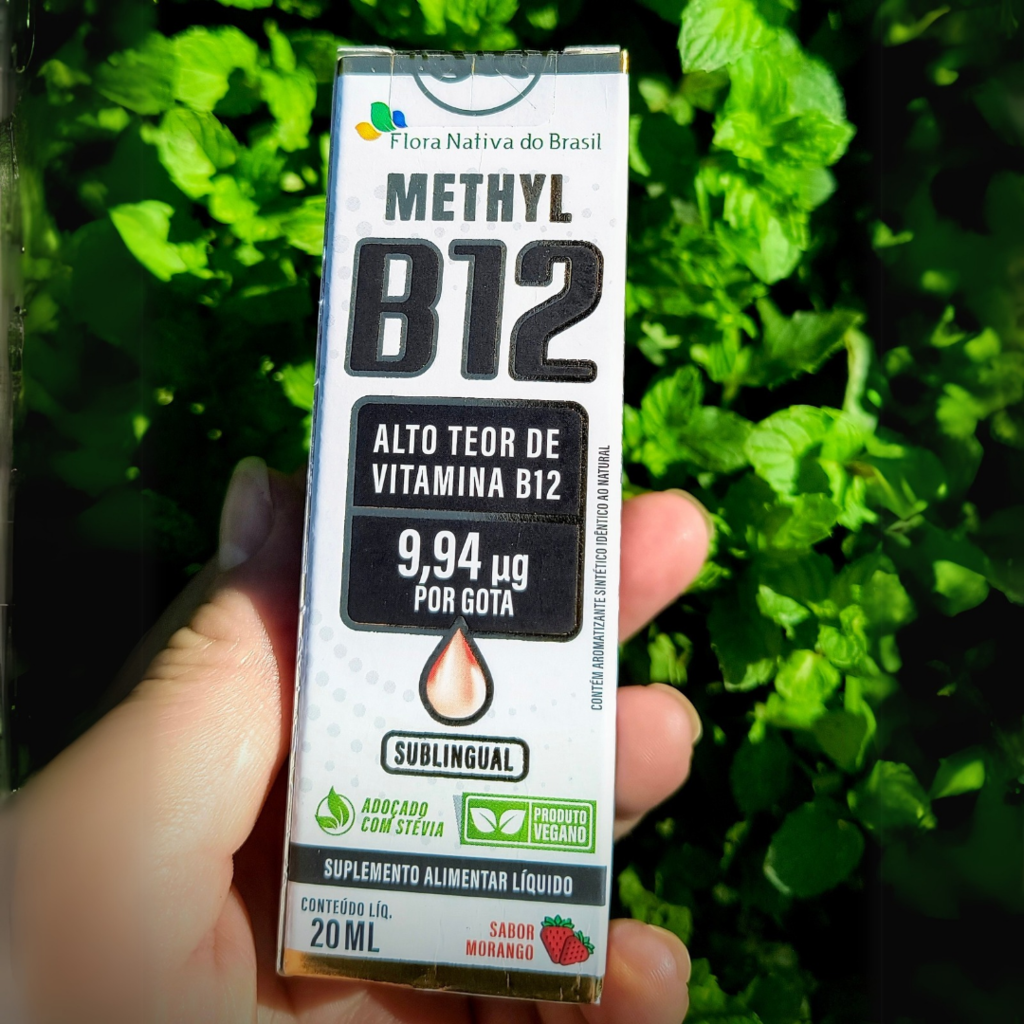 Flora Nativa do Brasil
METHYL
B12
ALTO TEOR DE
VITAMINA B12
9,94 µg
POR GOTA
CONTÉM AROMATIZANTE SINTÉTICO IDÊNTICO AO NATURAL
SUBLINGUAL
ADOÇADO
COM STÉVIA
PRODUTO
VEGANO
SUPLEMENTO ALIMENTAR LÍQUIDO
CONTEÚDO LÍQ.
20 ML
SABOR
MORANGO